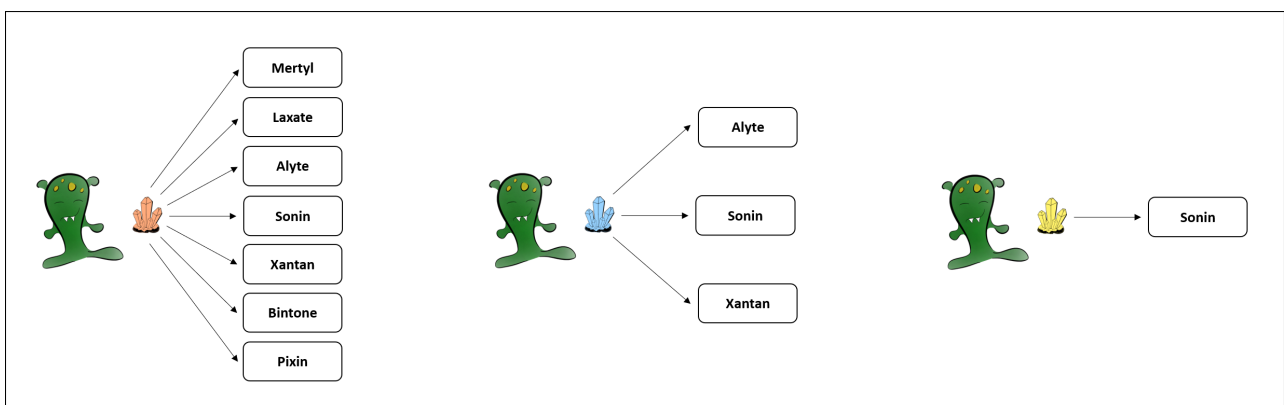 Mertyl
Laxate
Alyte
Sonin
Xantan
Bintone
Pixin
Alyte
Sonin
Xantan
Sonin